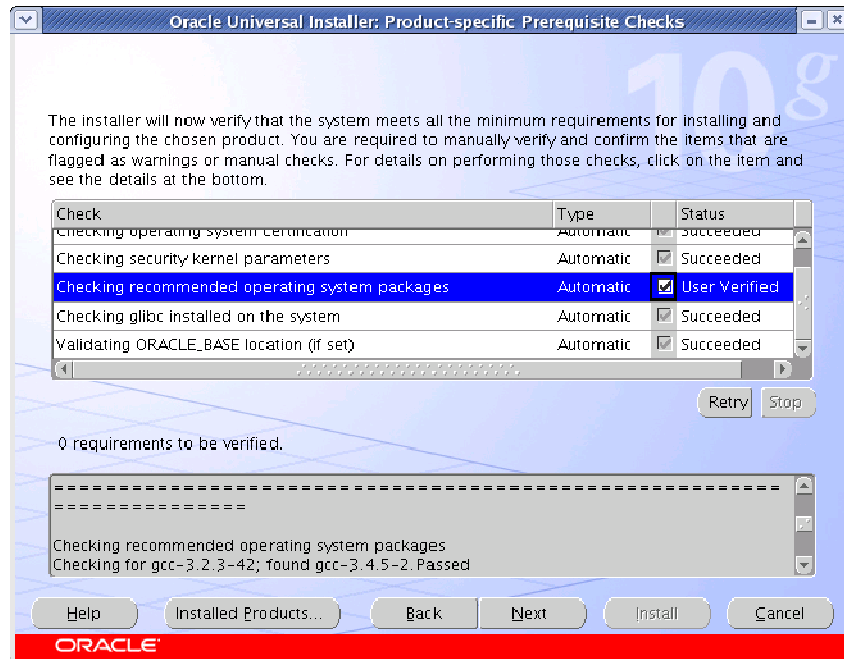 Oracle Universal Installer: Product-specific Prerequisite Checks
10g
The installer will now verify that the system meets all the minimum requirements for installing and
configuring the chosen product. You are required to manually verify and confirm the items that are
flagged as warnings or manual checks. For details on performing those checks, click on the item and
see the details at the bottom.
Check Type Status
Checking operating system certification Automatic Succeeded
Checking security kernel parameters Automatic Succeeded
Checking recommended operating system packages Automatic User Verified
Checking glibc installed on the system Automatic Succeeded
Validating ORACLE_BASE location (if set) Automatic Succeeded
Retry Stop
0 requirements to be verified.
========================================================
===============
Checking recommended operating system packages
Checking for gcc-3.2.3-42; found gcc-3.4.5-2. Passed
Help Installed Products... Back Next Install Cancel
ORACLE